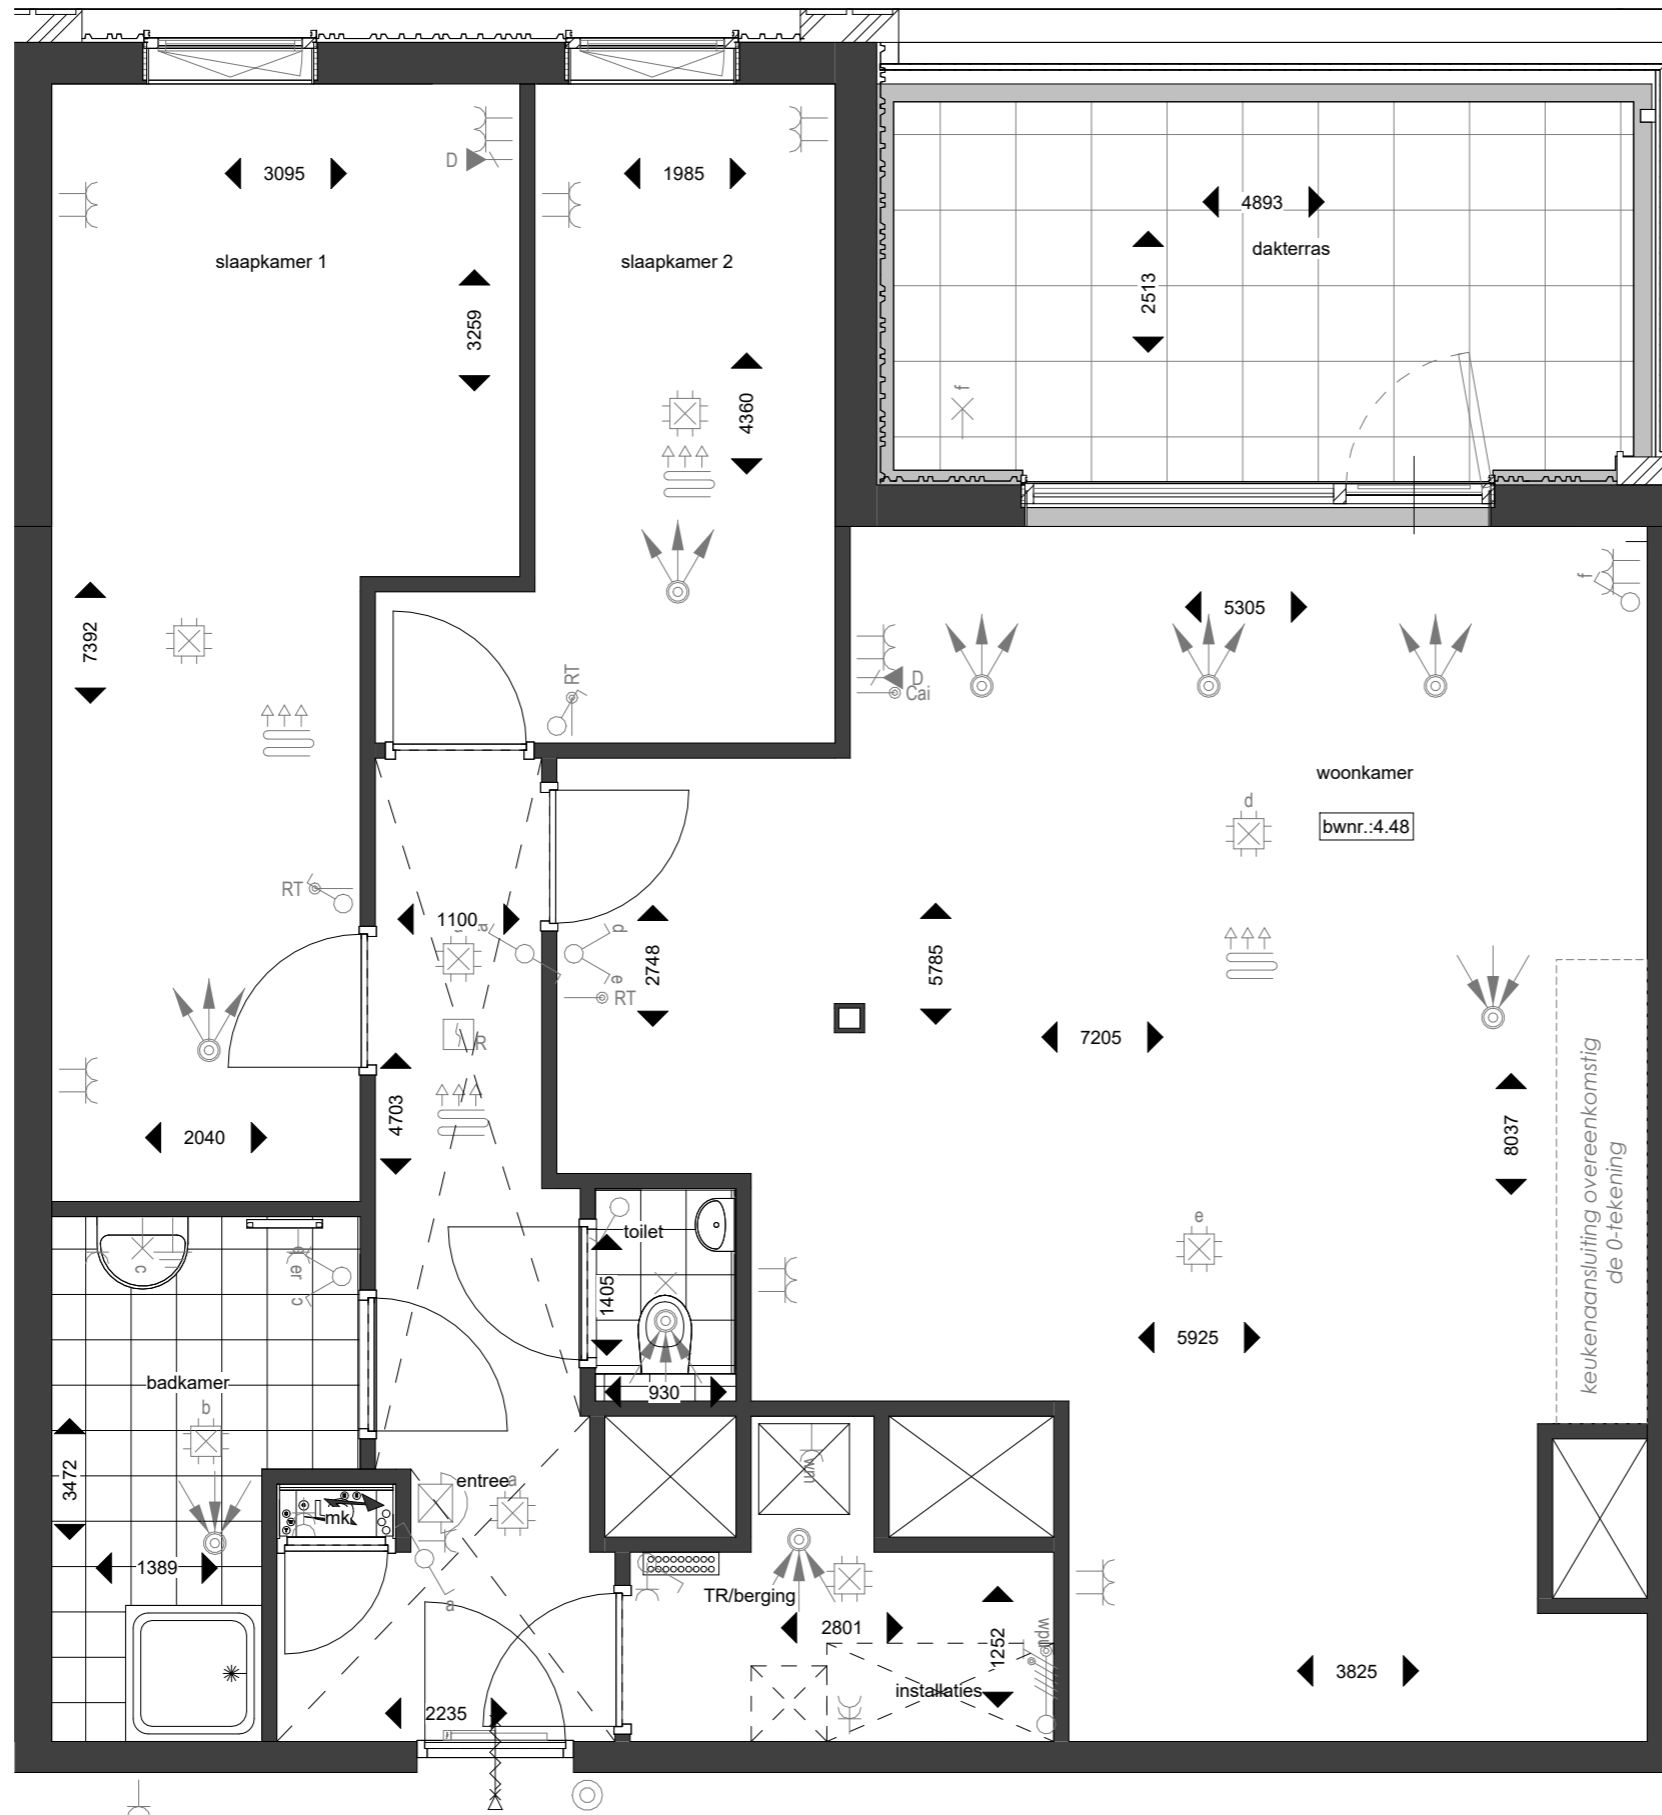 D
3095
1985
4893
slaapkamer 1
slaapkamer 2
dakterras
2513
3259
4360
f
7392
5305
f
RT
D
Cai
woonkamer
d
bwnr.:4.48
RT
1100
a
d
e
RT
2748
5785
7205
R
4703
2040
8037
keukenaansluiting overeenkomstig
de 0-tekening
toilet
e
c
c
1405
5925
930
badkamer
b
3472
wm
entree
a
mk
1389
a
TR/berging
2801
1252
wpu
3825
installaties
2235